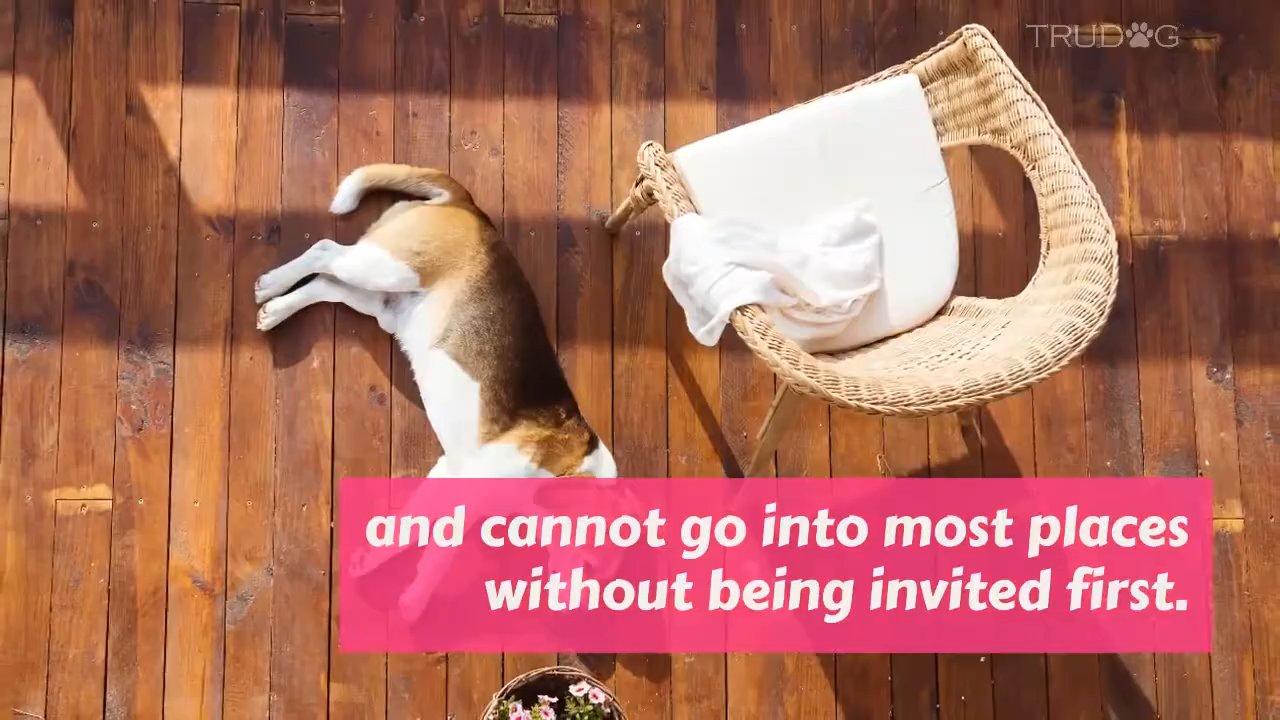 TRUDOG
and cannot go into most places
without being invited first.